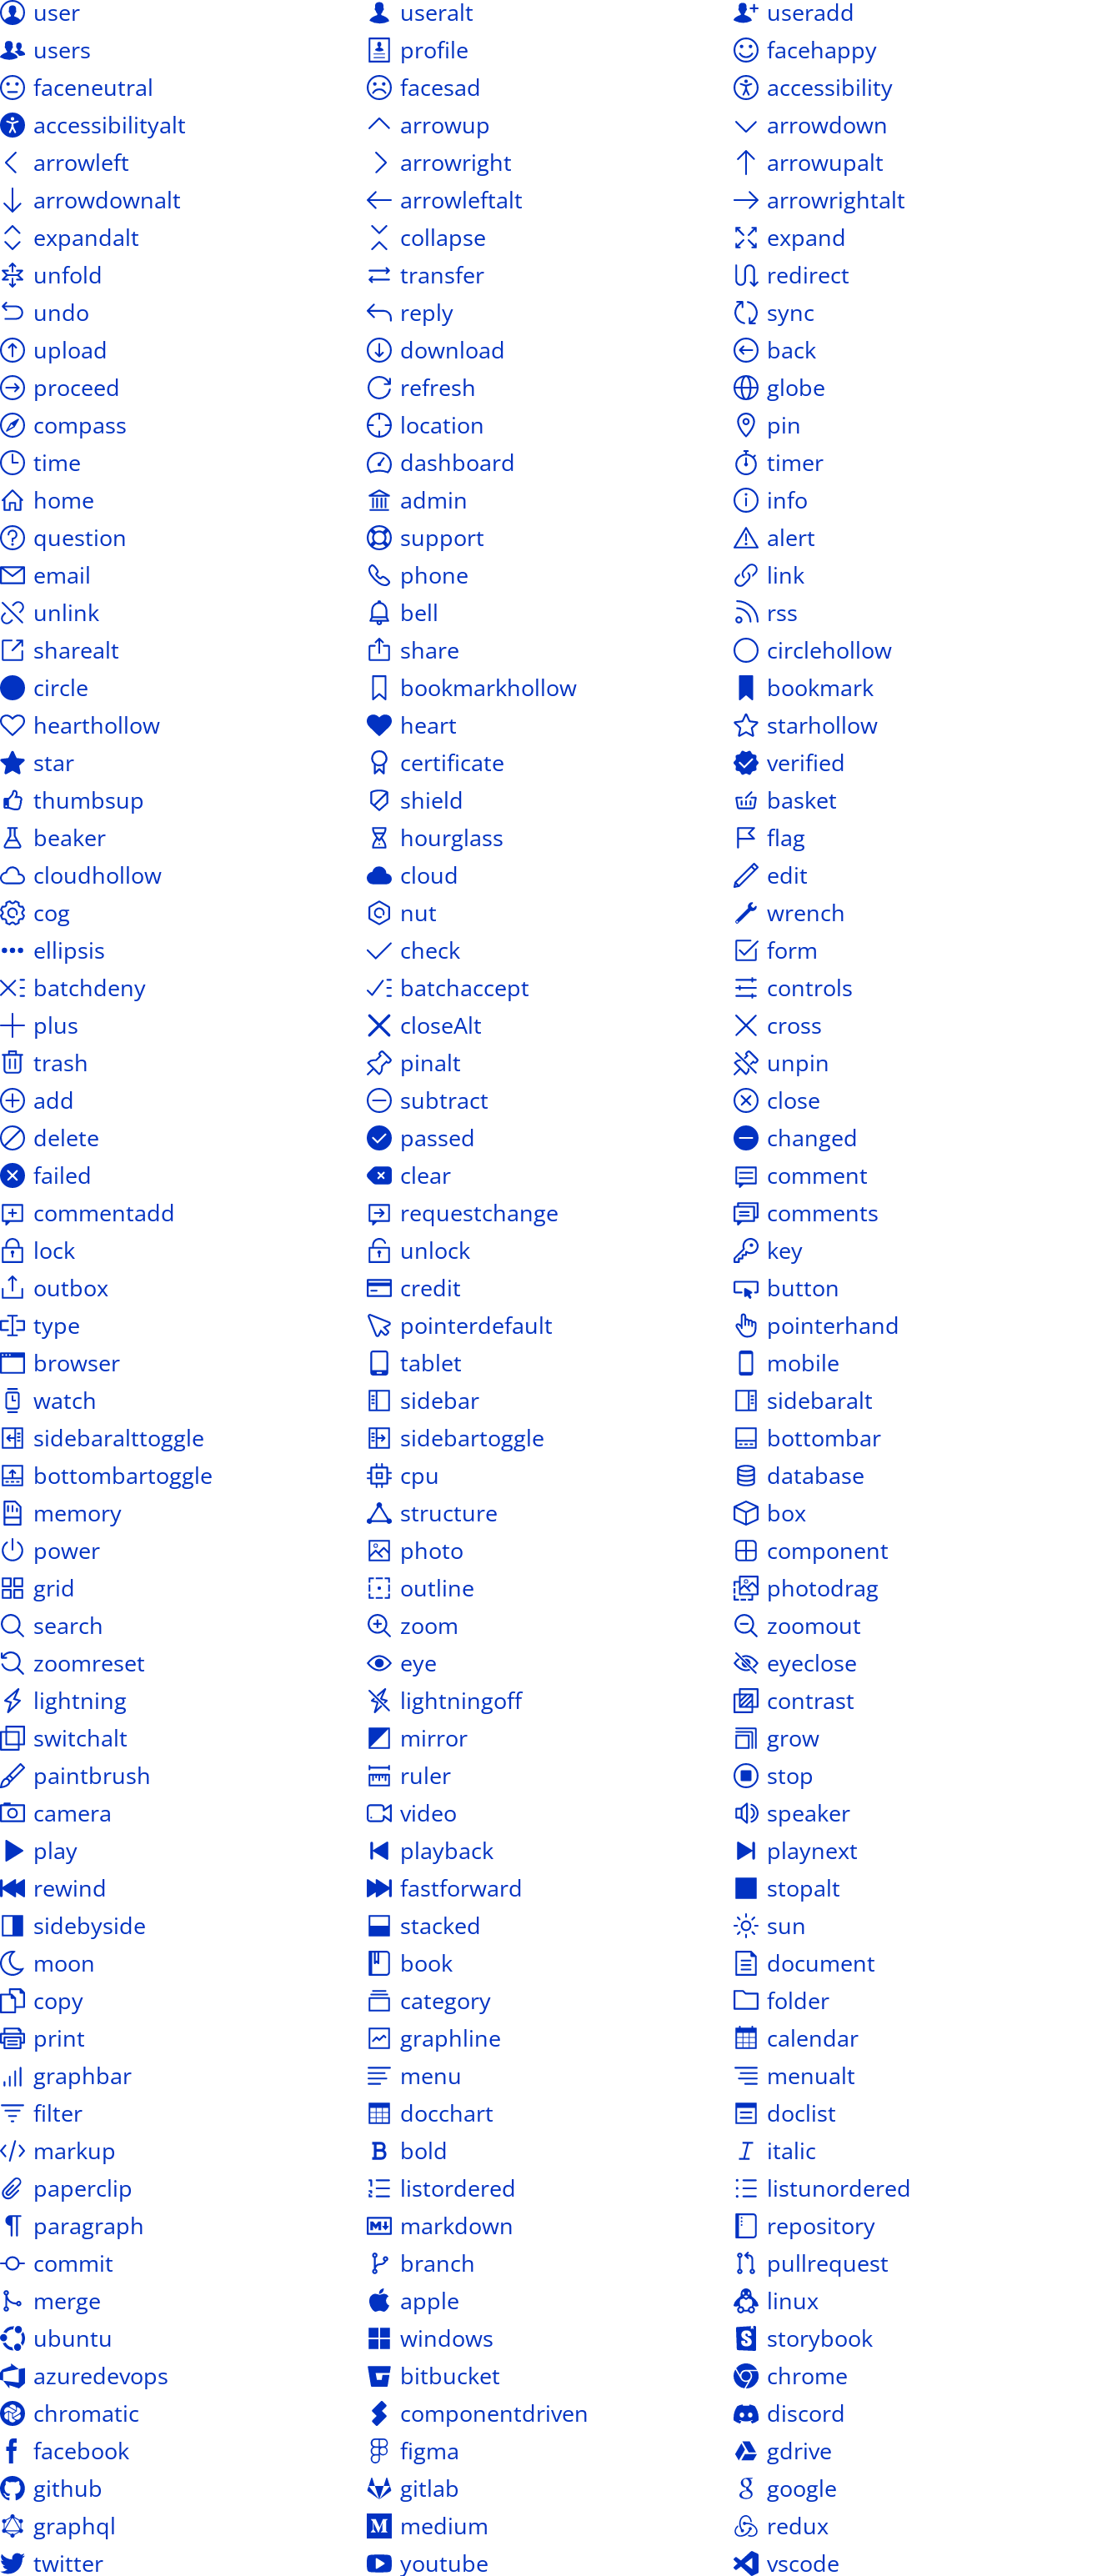 user useralt useradd
users profile facehappy
faceneutral facesad accessibility
accessibilityalt arrowup arrowdown
arrowleft arrowright arrowupalt
arrowdownalt arrowleftalt arrowrightalt
expandalt collapse expand
unfold transfer redirect
undo reply sync
upload download back
proceed refresh globe
compass location pin
time dashboard timer
home admin info
question support alert
email phone link
unlink bell rss
sharealt share circlehollow
circle bookmarkhollow bookmark
hearthollow heart starhollow
star certificate verified
thumbsup shield basket
beaker hourglass flag
cloudhollow cloud edit
cog nut wrench
ellipsis check form
batchdeny batchaccept controls
plus closeAlt cross
trash pinalt unpin
add subtract close
delete passed changed
failed clear comment
commentadd requestchange comments
lock unlock key
outbox credit button
type pointerdefault pointerhand
browser tablet mobile
watch sidebar sidebaralt
sidebaralttoggle sidebartoggle bottombar
bottombartoggle cpu database
memory structure box
power photo component
grid outline photodrag
search zoom zoomout
zoomreset eye eyeclose
lightning lightningoff contrast
switchalt mirror grow
paintbrush ruler stop
camera video speaker
play playback playnext
rewind fastforward stopalt
sidebyside stacked sun
moon book document
copy category folder
print graphline calendar
graphbar menu menualt
filter docchart doclist
markup bold italic
paperclip listordered listunordered
paragraph markdown repository
commit branch pullrequest
merge apple linux
ubuntu windows storybook
azuredevops bitbucket chrome
chromatic componentdriven discord
facebook figma gdrive
github gitlab google
graphql medium redux
twitter youtube vscode